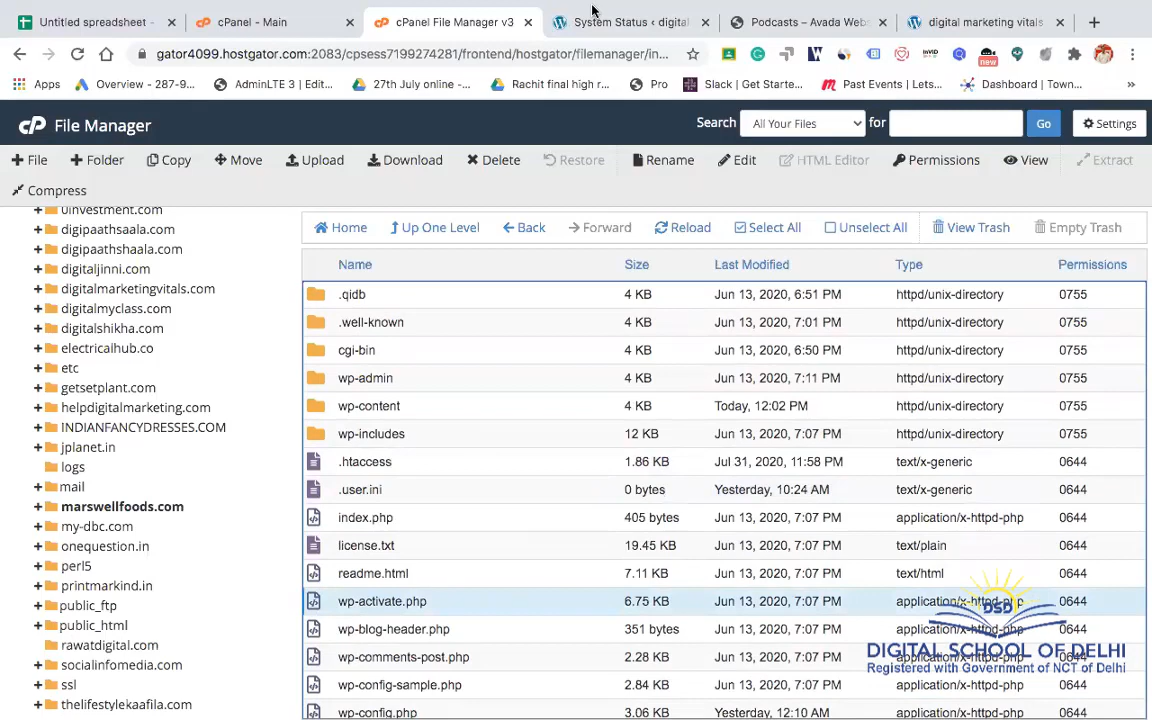 Untitled spreadsheet -
cPanel - Main
cPanel File Manager v3
System Status ‹ digital
Podcasts – Avada Webs
digital marketing vitals
gator4099.hostgator.com:2083/cpsess7199274281/frontend/hostgator/filemanager/in...
new
Apps
Overview - 287-9...
AdminLTE 3 | Edit...
27th July online -...
Rachit final high r...
Pro
Slack | Get Starte...
Past Events | Lets...
Dashboard | Town...
»
cP File Manager
Search
All Your Files
for
Go
Settings
File
Folder
Copy
Move
Upload
Download
Delete
Restore
Rename
Edit
HTML Editor
Permissions
View
Extract
Compress
uinvestment.com
digipaathsaala.com
digipaathshaala.com
digitaljinni.com
digitalmarketingvitals.com
digitalmyclass.com
digitalshikha.com
electricalhub.co
etc
getsetplant.com
helpdigitalmarketing.com
INDIANFANCYDRESSES.COM
jplanet.in
logs
mail
marswellfoods.com
my-dbc.com
onequestion.in
perl5
printmarkind.in
public_ftp
public_html
rawatdigital.com
socialinfomedia.com
ssl
thelifestylekaafila.com
Home
Up One Level
Back
Forward
Reload
Select All
Unselect All
View Trash
Empty Trash
Name Size Last Modified Type Permissions
.qidb 4 KB Jun 13, 2020, 6:51 PM httpd/unix-directory 0755
.well-known 4 KB Jun 13, 2020, 7:01 PM httpd/unix-directory 0755
cgi-bin 4 KB Jun 13, 2020, 6:50 PM httpd/unix-directory 0755
wp-admin 4 KB Jun 13, 2020, 7:11 PM httpd/unix-directory 0755
wp-content 4 KB Today, 12:02 PM httpd/unix-directory 0755
wp-includes 12 KB Jun 13, 2020, 7:07 PM httpd/unix-directory 0755
.htaccess 1.86 KB Jul 31, 2020, 11:58 PM text/x-generic 0644
.user.ini 0 bytes Yesterday, 10:24 AM text/x-generic 0644
index.php 405 bytes Jun 13, 2020, 7:07 PM application/x-httpd-php 0644
license.txt 19.45 KB Jun 13, 2020, 7:07 PM text/plain 0644
readme.html 7.11 KB Jun 13, 2020, 7:07 PM text/html 0644
wp-activate.php 6.75 KB Jun 13, 2020, 7:07 PM application/x-httpd-php 0644
wp-blog-header.php 351 bytes Jun 13, 2020, 7:07 PM application/x-httpd-php 0644
wp-comments-post.php 2.28 KB Jun 13, 2020, 7:07 PM application/x-httpd-php 0644
wp-config-sample.php 2.84 KB Jun 13, 2020, 7:07 PM application/x-httpd-php 0644
wp-config.php 3.06 KB Yesterday, 12:10 AM application/x-httpd-php 0644
DSD
DIGITAL SCHOOL OF DELHI
Registered with Government of NCT of Delhi